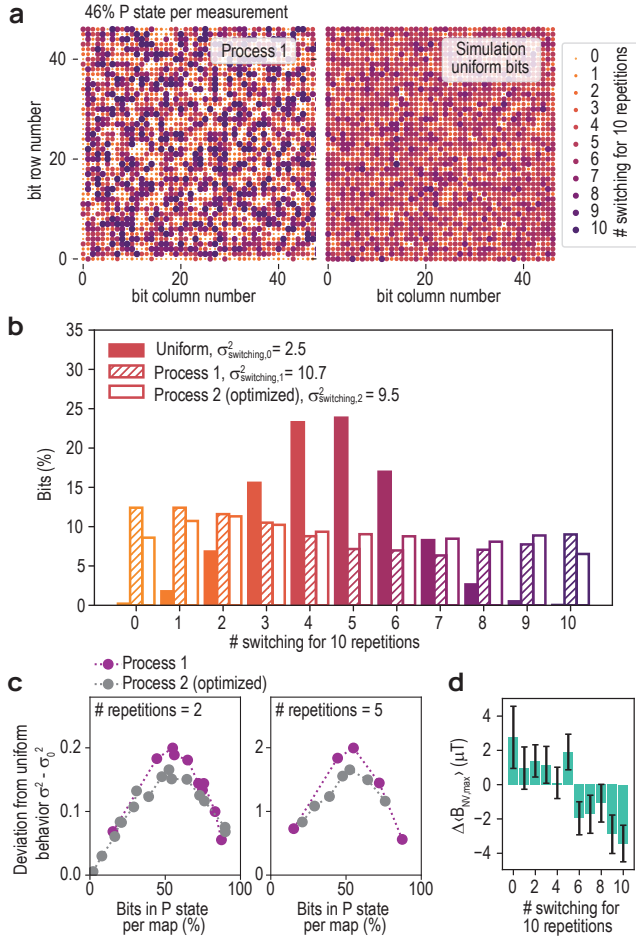 a
46% P state per measurement
Process 1
Simulation
uniform bits
40
20
0
bit row number
0 20 40
0 20 40
bit column number
bit column number
0
1
2
3
4
5
6
7
8
9
10
# switching for 10 repetitions
b
35
30
25
20
15
10
5
0
Bits (%)
Uniform, σ²switching,0 = 2.5
Process 1, σ²switching,1 = 10.7
Process 2 (optimized), σ²switching,2 = 9.5
0 1 2 3 4 5 6 7 8 9 10
# switching for 10 repetitions
c
Process 1
Process 2 (optimized)
# repetitions = 2
# repetitions = 5
Deviation from uniform
behavior σ² - σ₀²
0.2
0.1
0.0
2
1
0
0 50 100
0 50 100
Bits in P state
per map (%)
Bits in P state
per map (%)
d
Δ⟨B_NV,max⟩ (μT)
4
2
0
−2
−4
0 2 4 6 8 10
# switching for
10 repetitions